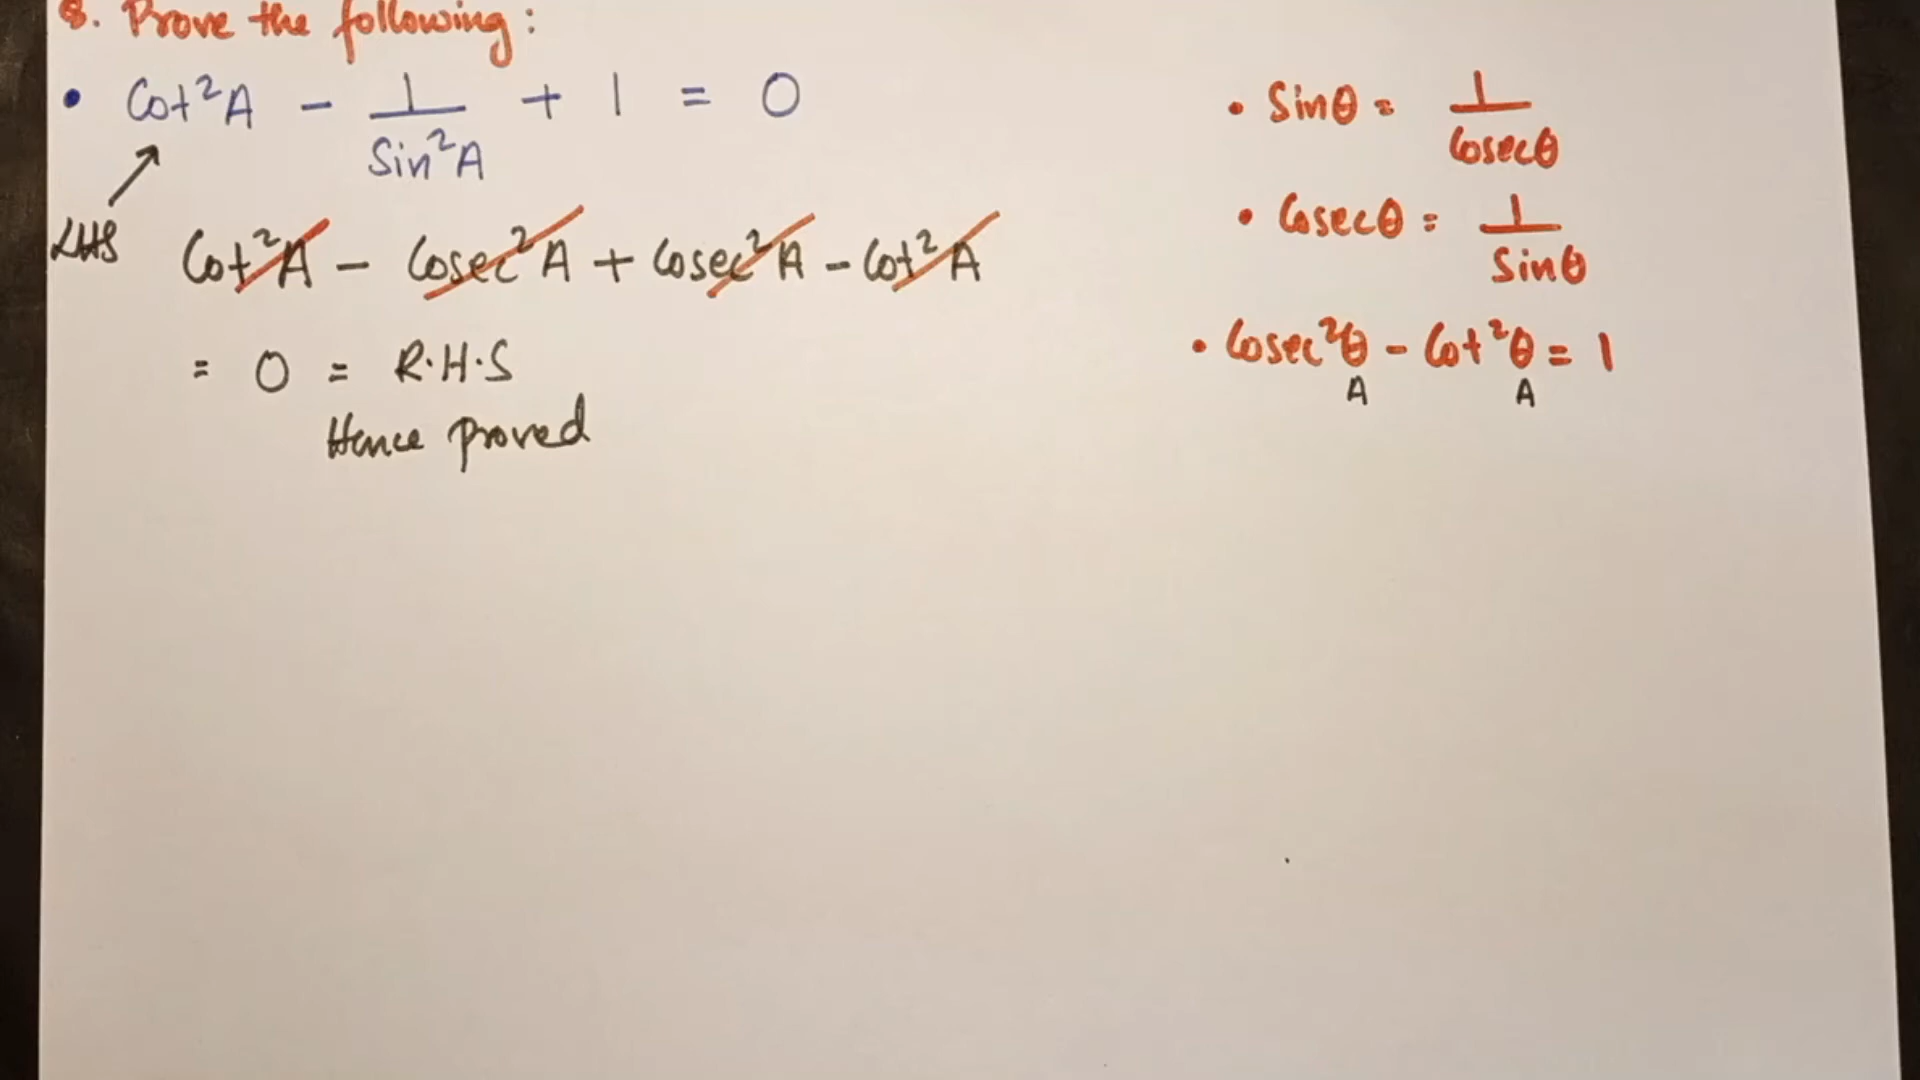 8. Prove the following:
• Cot²A - 1/Sin²A + 1 = 0
LHS Cot²A - Cosec²A + Cosec²A - Cot²A
= 0 = R.H.S
Hence proved
• Sinθ = 1/Cosecθ
• Cosecθ = 1/Sinθ
• Cosec²θ - Cot²θ = 1
A A